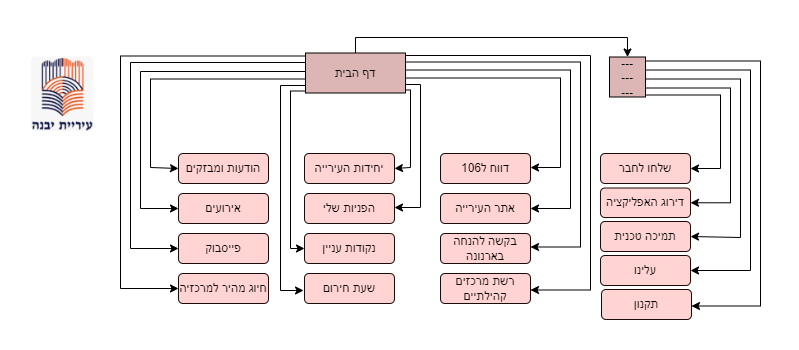 דף הבית
---
---
---
עיריית יבנה
שלחו לחבר
דירוג האפליקציה
תמיכה טכנית
עלינו
תקנון
דווח ל106
אתר העירייה
בקשה להנחה
בארנונה
רשת מרכזים
קהילתיים
יחידות העירייה
הפניות שלי
נקודות עניין
שעת חירום
הודעות ומבזקים
אירועים
פייסבוק
חיוג מהיר למרכזיה